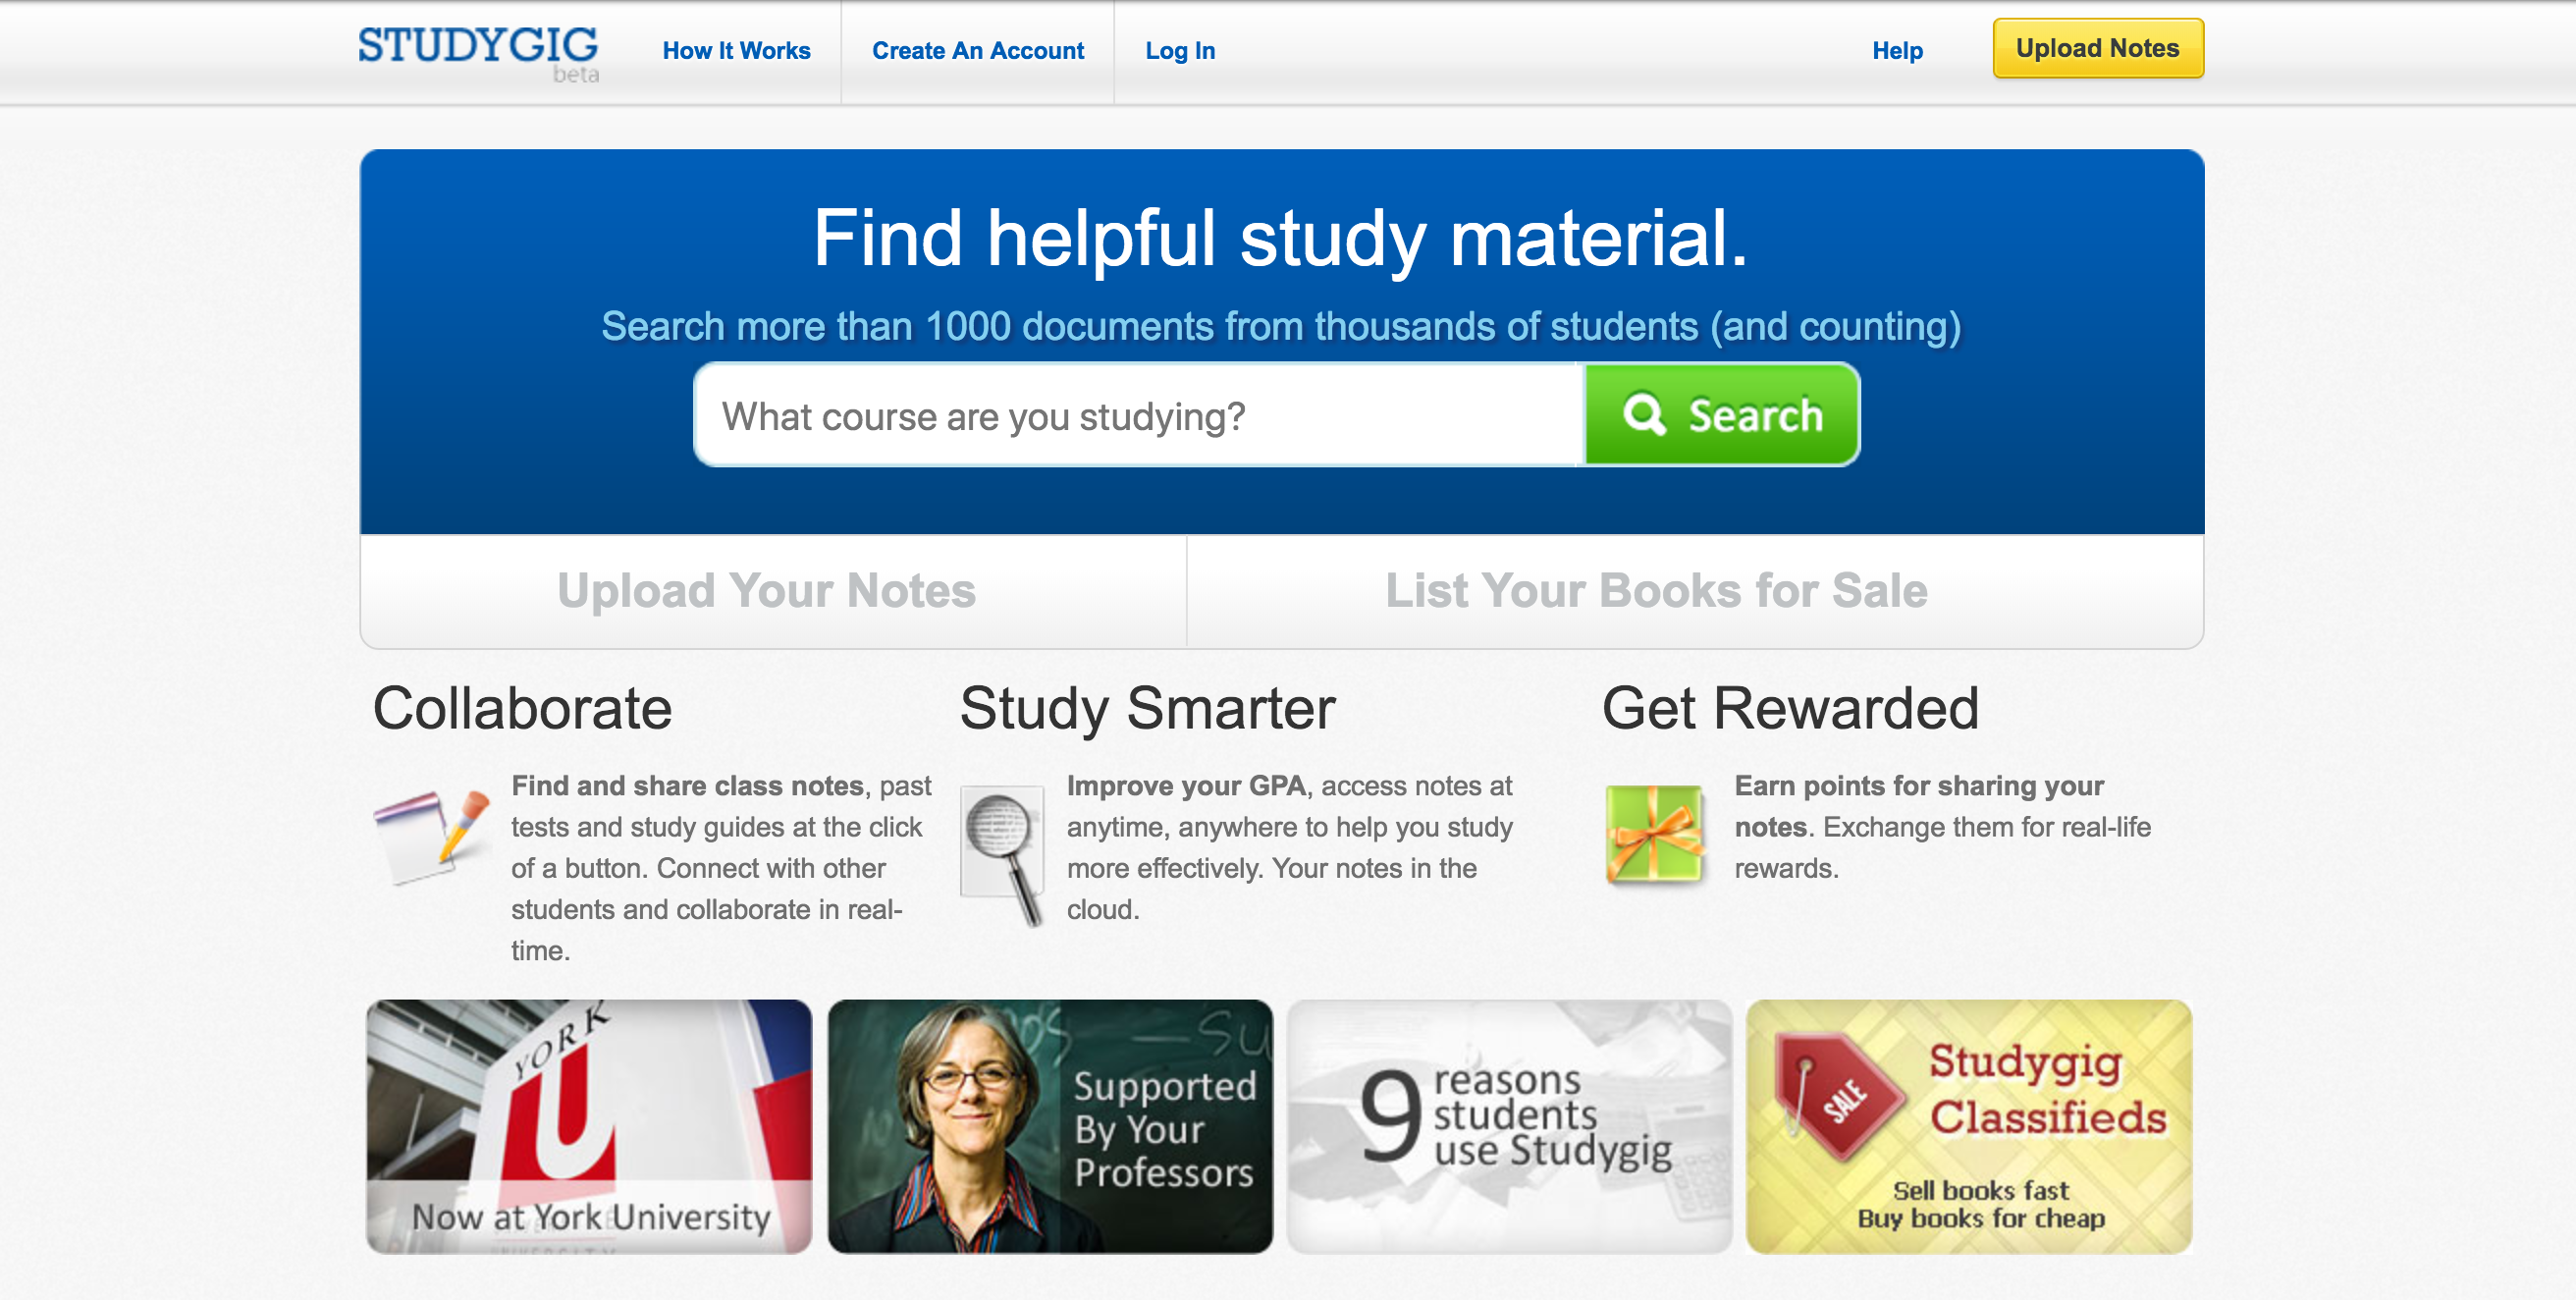 STUDYGIG
beta
How It Works
Create An Account
Log In
Help
Upload Notes
Find helpful study material.
Search more than 1000 documents from thousands of students (and counting)
What course are you studying?
Search
Upload Your Notes
List Your Books for Sale
Collaborate
Find and share class notes, past
tests and study guides at the click
of a button. Connect with other
students and collaborate in real-
time.
Study Smarter
Improve your GPA, access notes at
anytime, anywhere to help you study
more effectively. Your notes in the
cloud.
Get Rewarded
Earn points for sharing your
notes. Exchange them for real-life
rewards.
YORK
U
Now at York University
Supported
By Your
Professors
9 reasons
students
use Studygig
SALE
Studygig
Classifieds
Sell books fast
Buy books for cheap